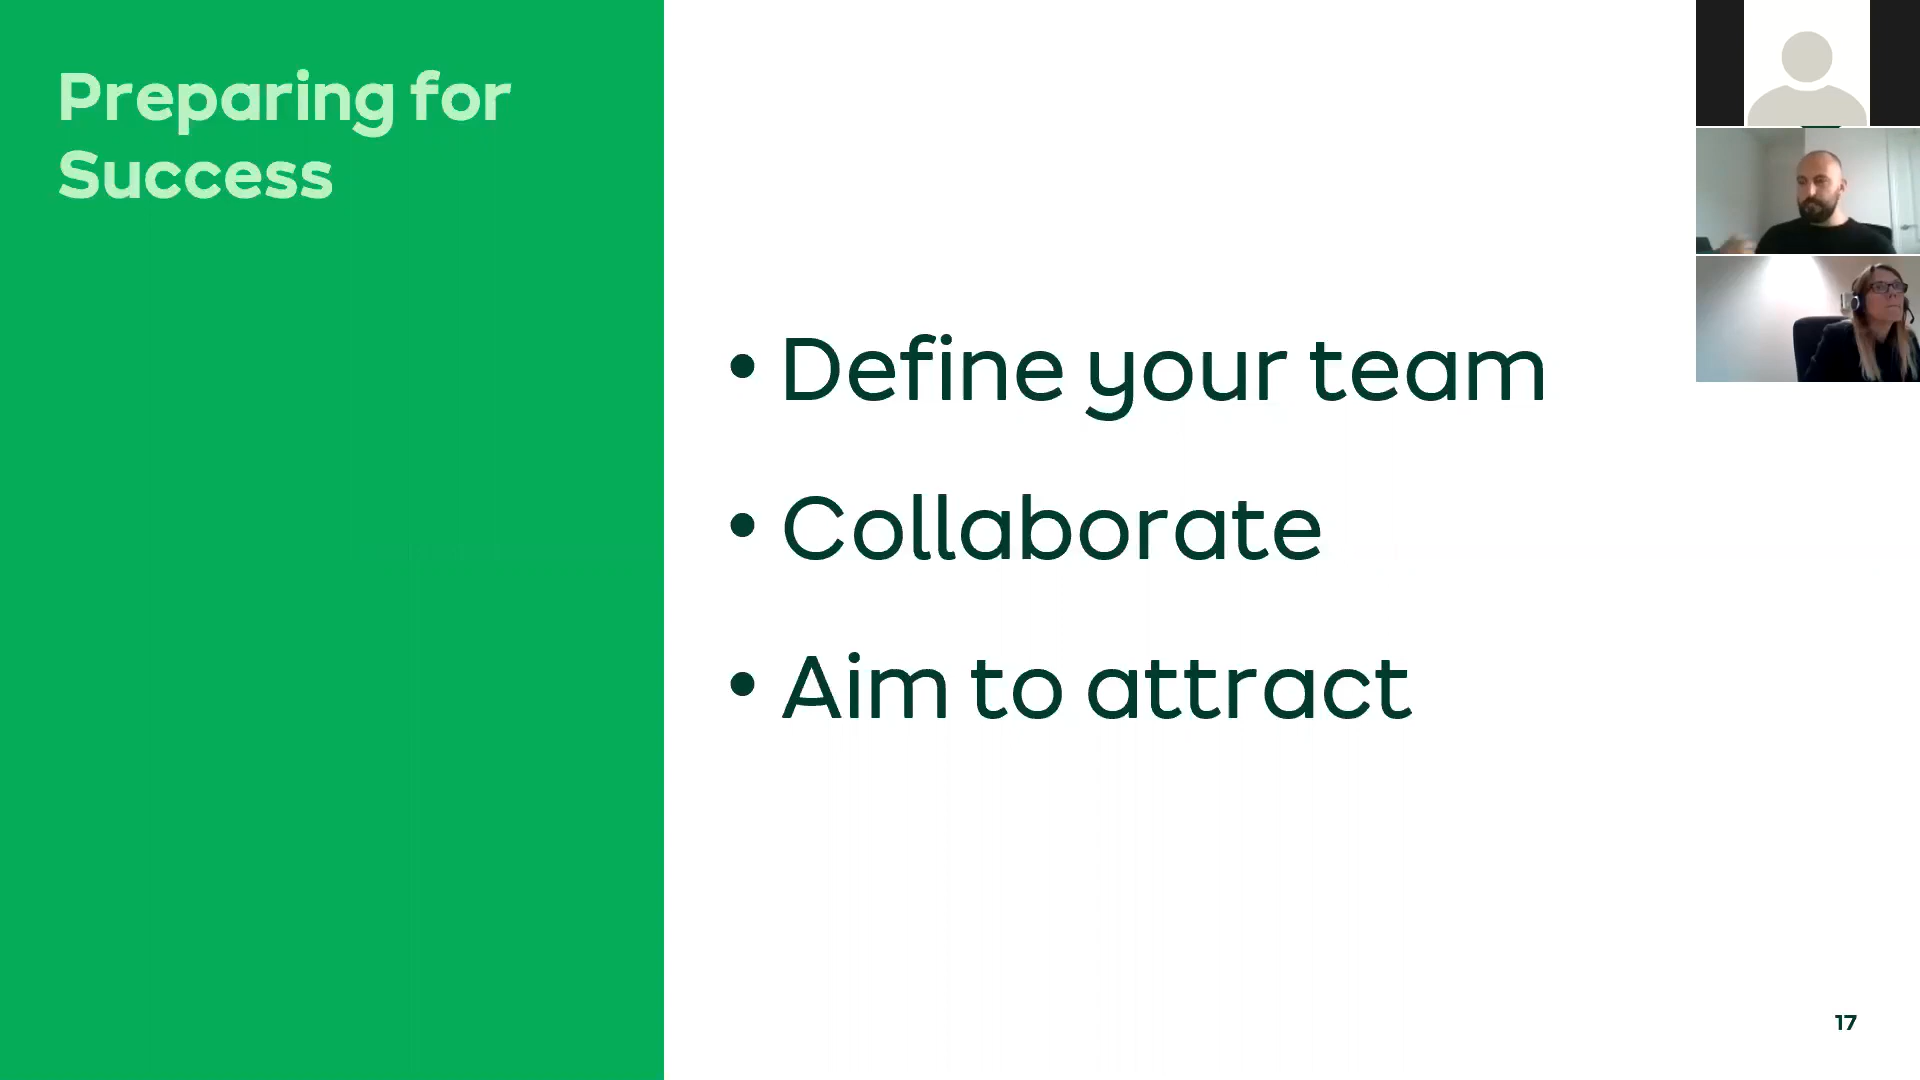 Preparing for
Success
• Define your team
• Collaborate
• Aim to attract
17